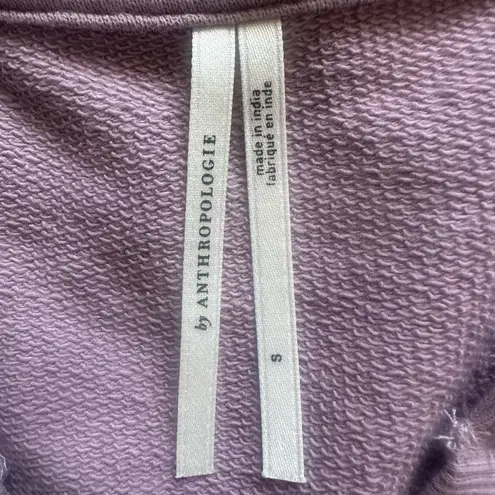 by ANTHROPOLOGIE
made in india
fabriqué en inde
S